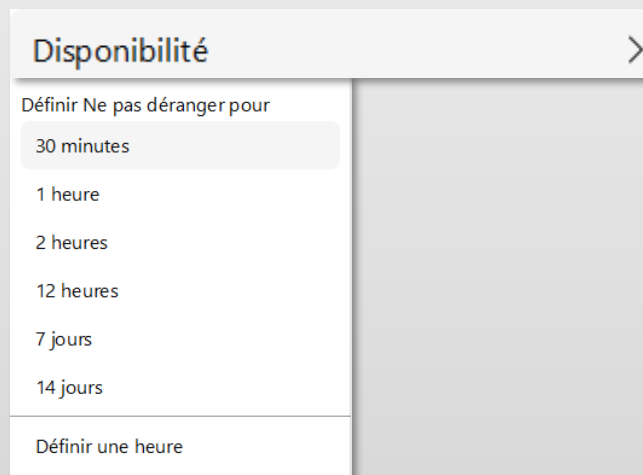 Disponibilité
Définir Ne pas déranger pour
30 minutes
1 heure
2 heures
12 heures
7 jours
14 jours
Définir une heure